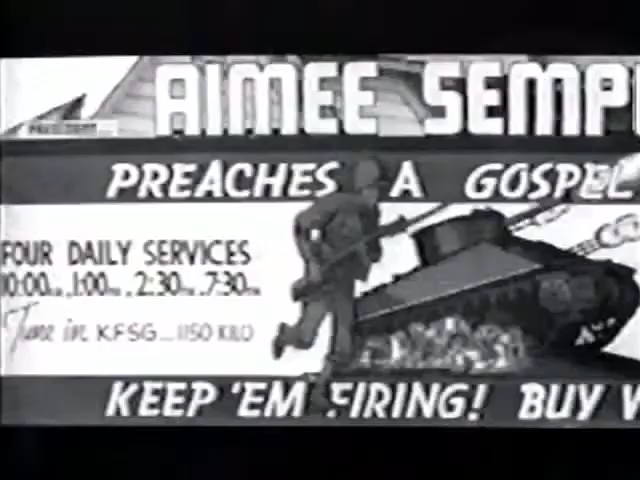 AIMEE SEMP
PRESIDENT
PREACHES A GOSPEL
FOUR DAILY SERVICES
10:00 A.M. 1:00 P.M. 2:30 P.M. 7:30 P.M.
Tune in KFSG... 1150 KILO
KEEP 'EM FIRING! BUY W